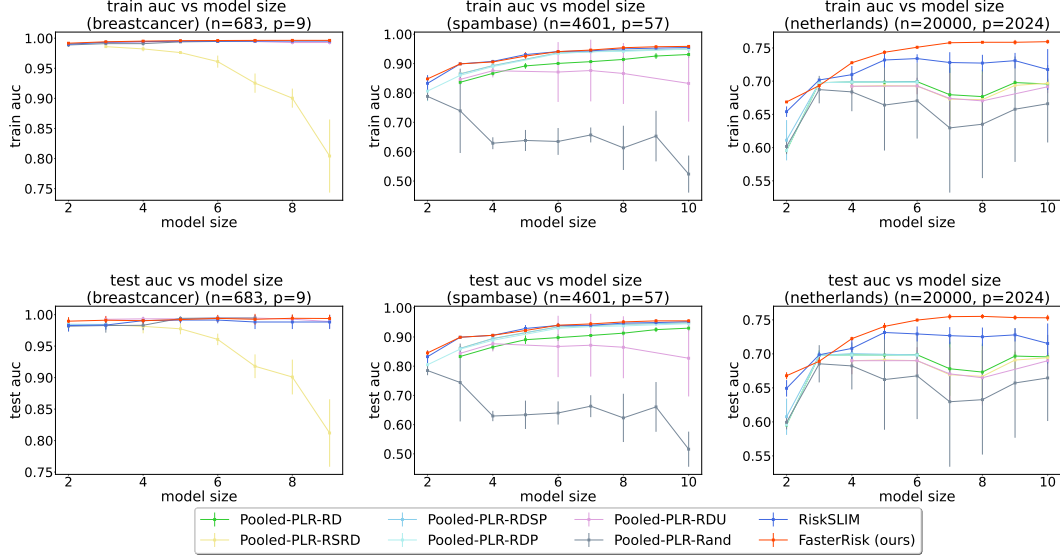 train auc vs model size
(breastcancer) (n=683, p=9)
train auc
1.00
0.95
0.90
0.85
0.80
0.75
2 4 6 8
model size
train auc vs model size
(spambase) (n=4601, p=57)
train auc
1.00
0.90
0.80
0.70
0.60
0.50
2 3 4 5 6 7 8 9 10
model size
train auc vs model size
(netherlands) (n=20000, p=2024)
train auc
0.75
0.70
0.65
0.60
0.55
2 4 6 8 10
model size
test auc vs model size
(breastcancer) (n=683, p=9)
test auc
1.00
0.95
0.90
0.85
0.80
0.75
2 4 6 8
model size
test auc vs model size
(spambase) (n=4601, p=57)
test auc
1.00
0.90
0.80
0.70
0.60
0.50
2 3 4 5 6 7 8 9 10
model size
test auc vs model size
(netherlands) (n=20000, p=2024)
test auc
0.75
0.70
0.65
0.60
0.55
2 4 6 8 10
model size
Pooled-PLR-RD
Pooled-PLR-RSRD
Pooled-PLR-RDSP
Pooled-PLR-RDP
Pooled-PLR-RDU
Pooled-PLR-Rand
RiskSLIM
FasterRisk (ours)